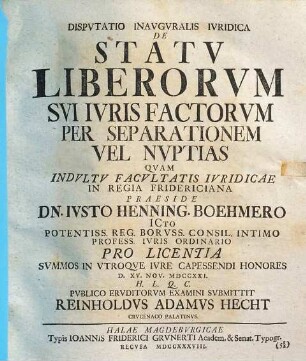 DISPVTATIO INAVGVRALIS IVRIDICA
DE
STATV
LIBERORVM
SVI IVRIS FACTORVM
PER SEPARATIONEM
VEL NVPTIAS
QVAM
INDVLTV FACVLTATIS IVRIDICAE
IN REGIA FRIDERICIANA
PRAESIDE
DN. IVSTO HENNING. BOEHMERO
ICTO
POTENTISS. REG. BORVSS. CONSIL. INTIMO
PROFESS. IVRIS ORDINARIO
PRO LICENTIA
SVMMOS IN VTROQVE IVRE CAPESSENDI HONORES
D. XV. NOV. MDCCXXI.
H. L. Q. C.
PVBLICO ERVDITORVM EXAMINI SVBMITTIT
REINHOLDVS ADAMVS HECHT
CRVCENACO PALATINVS.
HALAE MAGDEBVRGICAE
Typis IOANNIS FRIDERICI GRVNERTI Academ. & Senat. Typogr.
RECVSA MDCCXXXVIII.